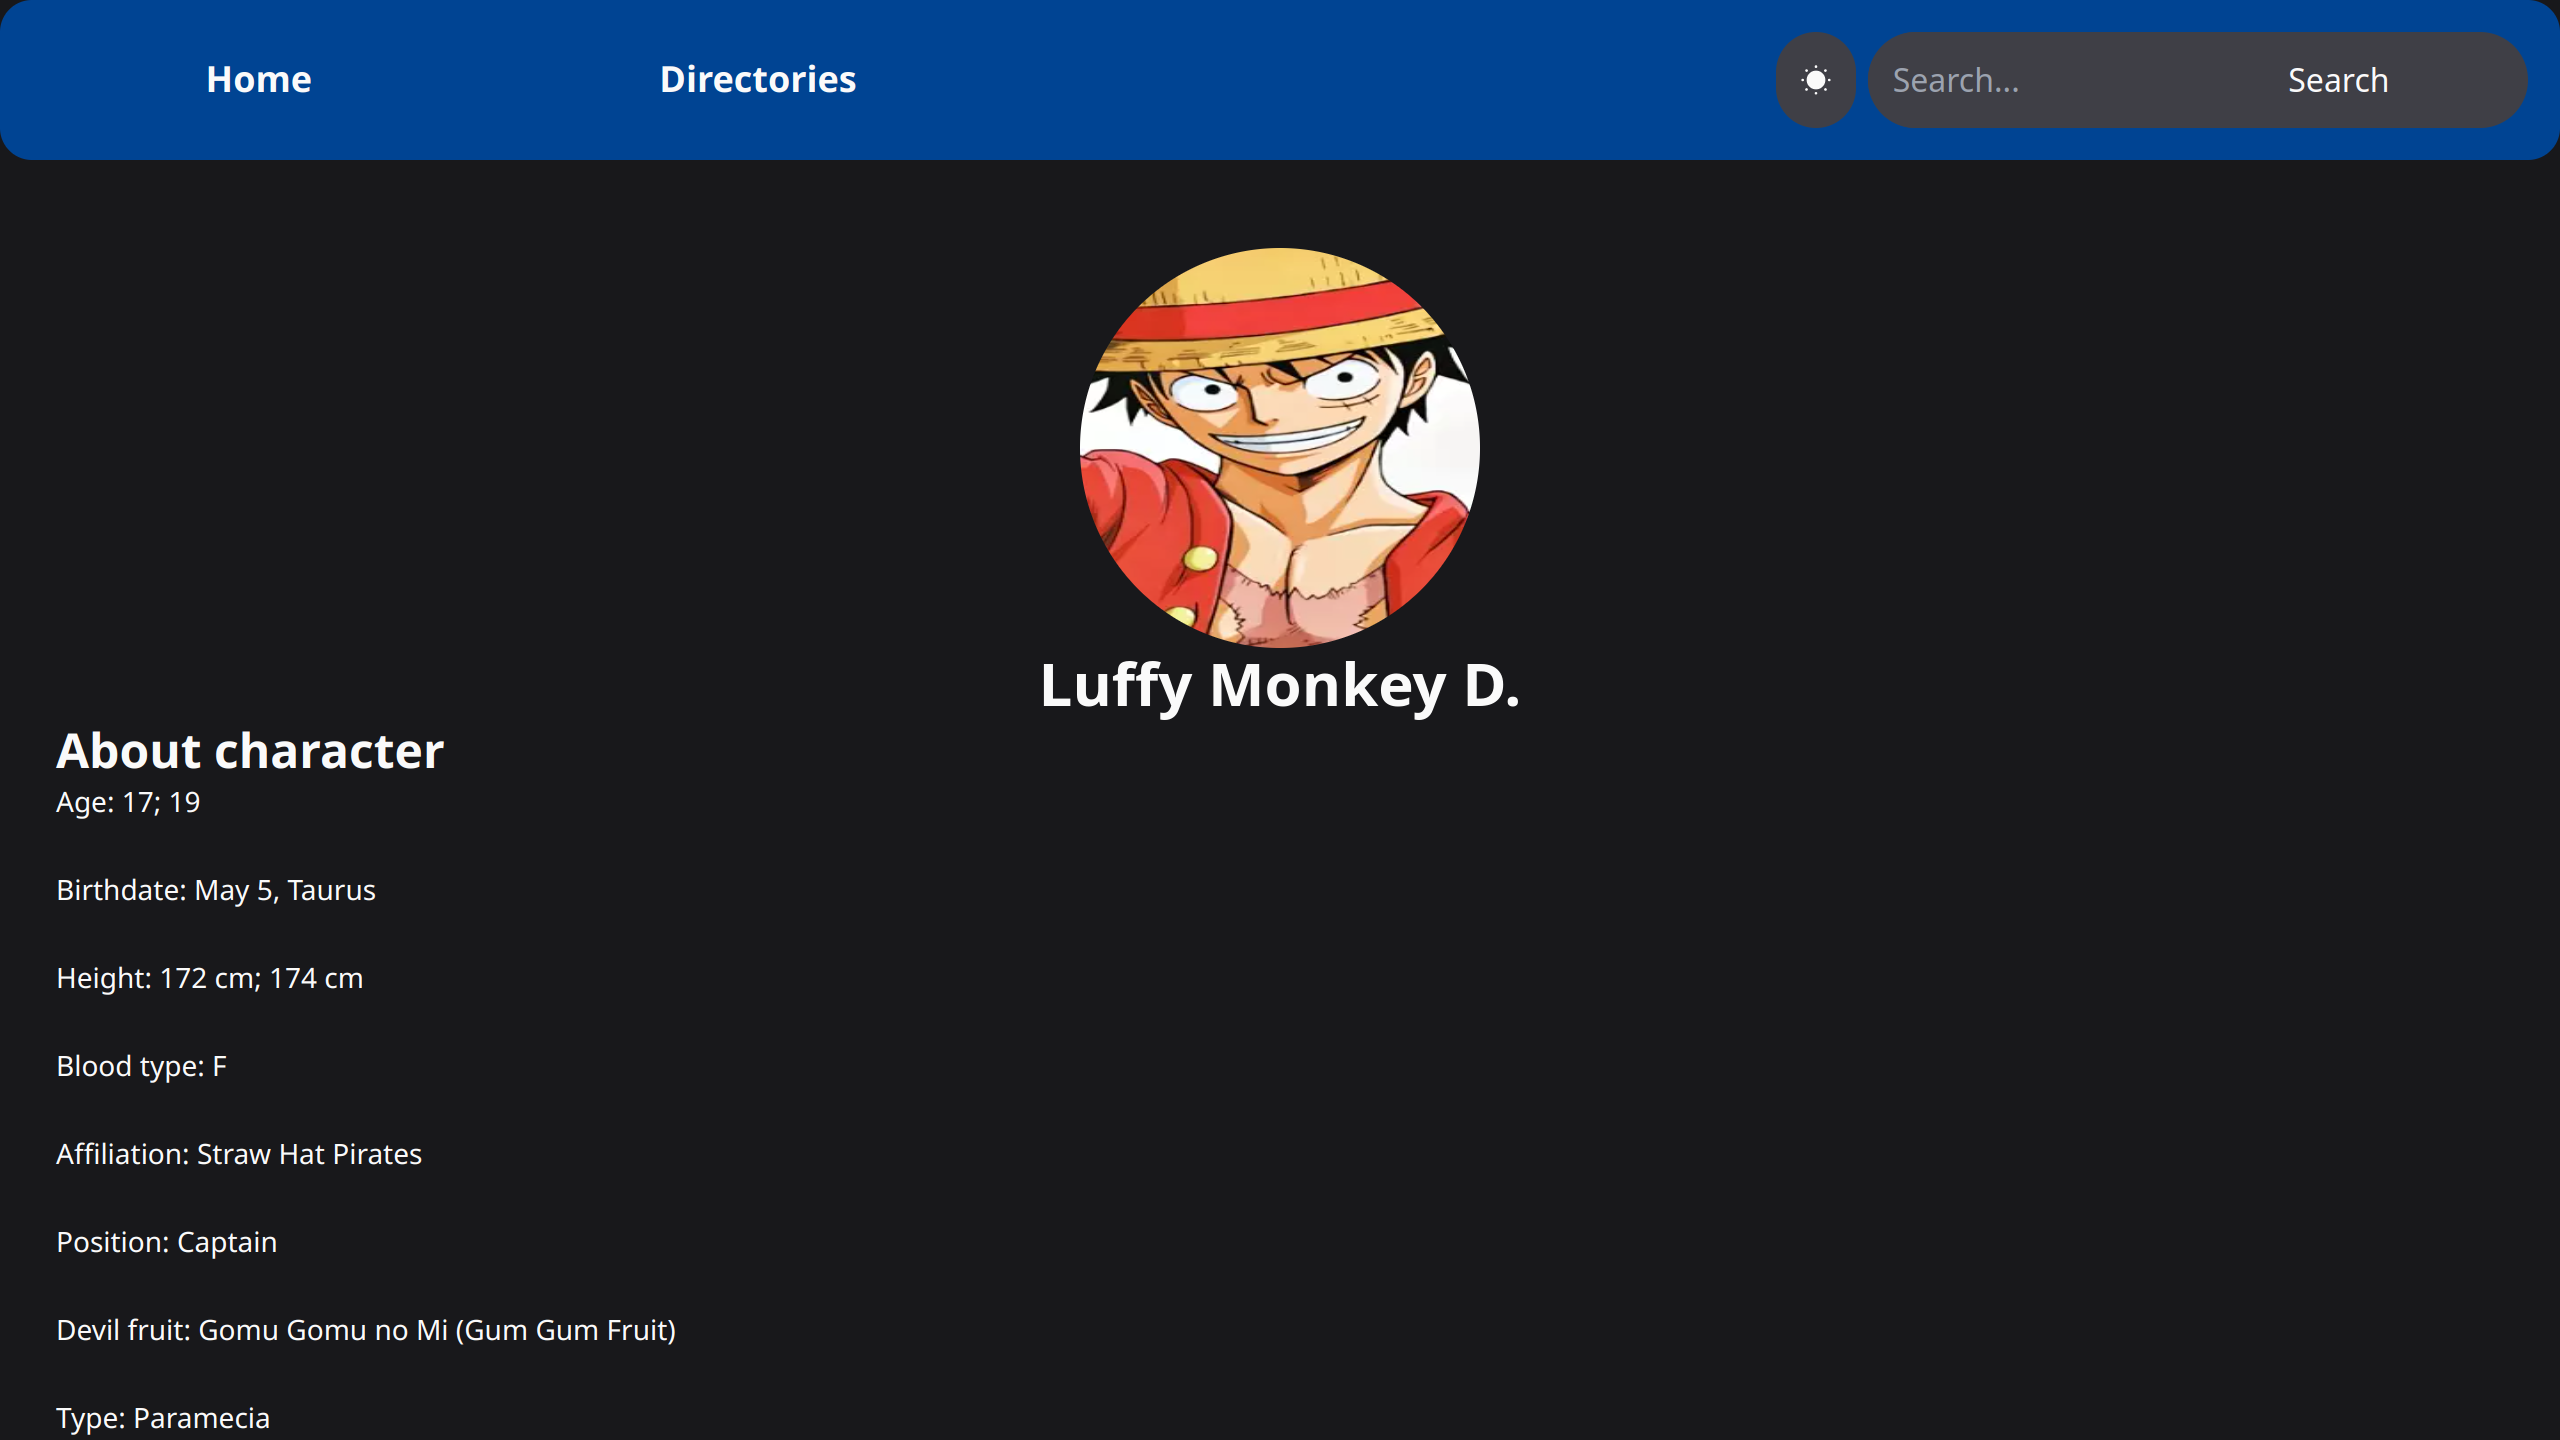 Home
Directories
Search...
Search
Luffy Monkey D.
About character
Age: 17; 19
Birthdate: May 5, Taurus
Height: 172 cm; 174 cm
Blood type: F
Affiliation: Straw Hat Pirates
Position: Captain
Devil fruit: Gomu Gomu no Mi (Gum Gum Fruit)
Type: Paramecia